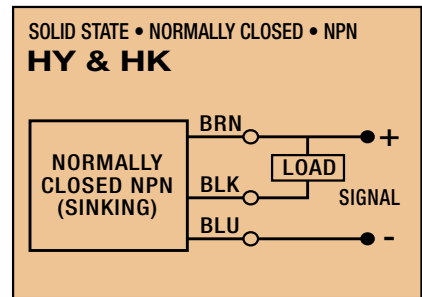 SOLID STATE • NORMALLY CLOSED • NPN
HY & HK
BRN
+
NORMALLY
CLOSED NPN
(SINKING)
LOAD
BLK
SIGNAL
BLU
-